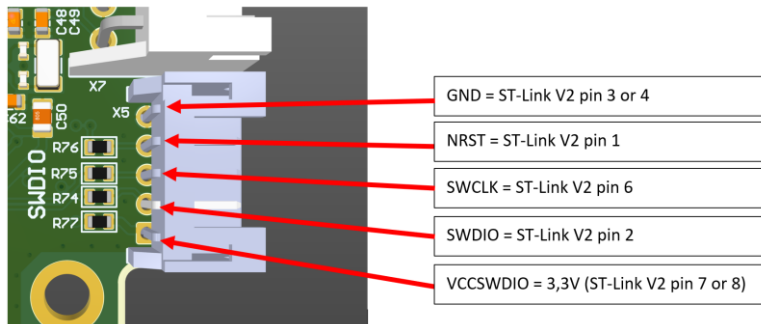 C48
C49
X7
X5
C62
C50
R76
R75
R74
R77
SWDIO
GND = ST-Link V2 pin 3 or 4
NRST = ST-Link V2 pin 1
SWCLK = ST-Link V2 pin 6
SWDIO = ST-Link V2 pin 2
VCCSWDIO = 3,3V (ST-Link V2 pin 7 or 8)